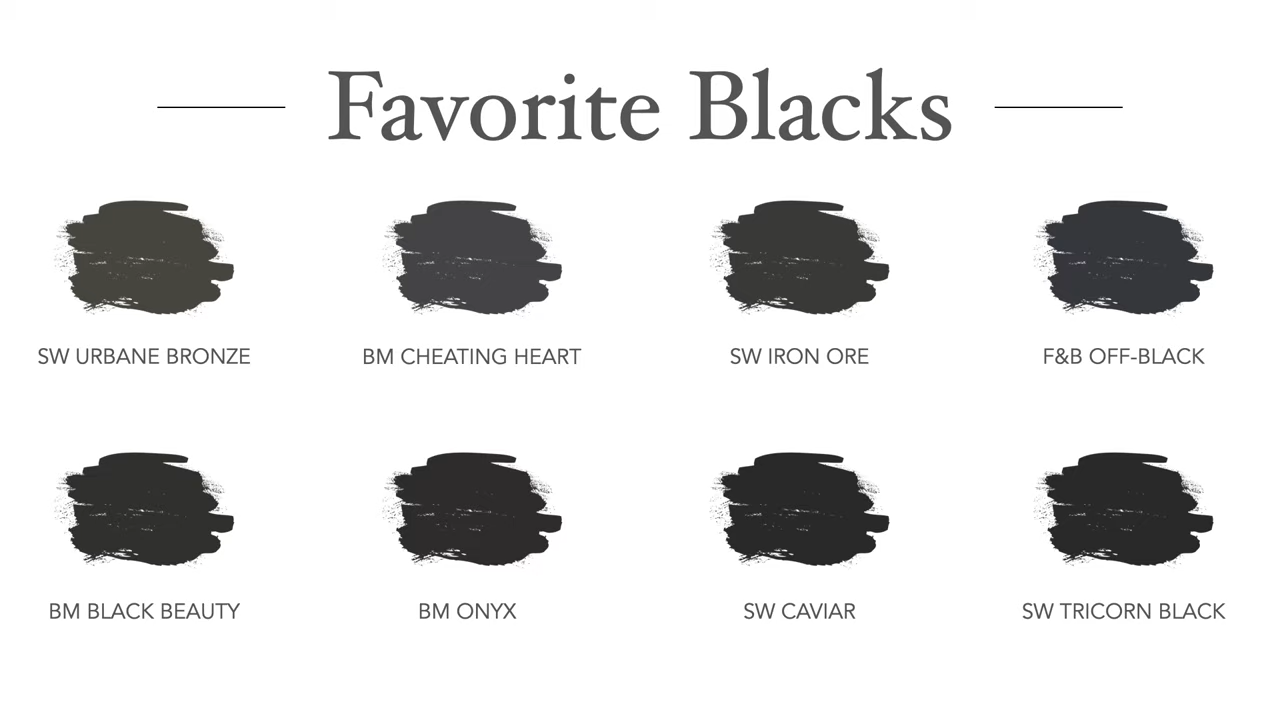 Favorite Blacks
SW URBANE BRONZE
BM CHEATING HEART
SW IRON ORE
F&B OFF-BLACK
BM BLACK BEAUTY
BM ONYX
SW CAVIAR
SW TRICORN BLACK